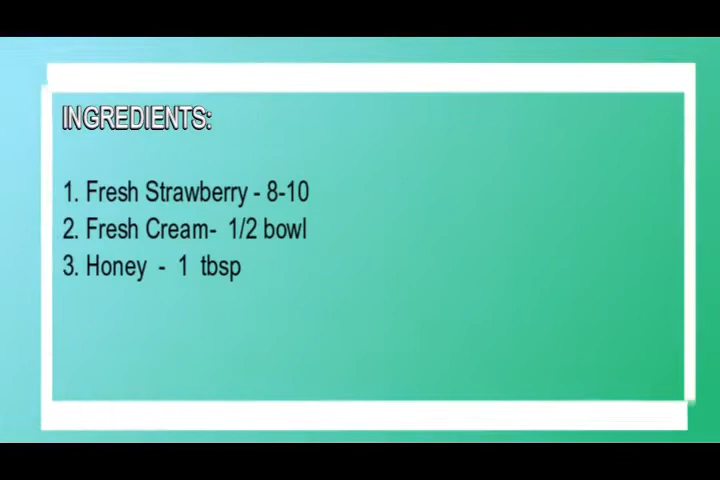 INGREDIENTS:
1. Fresh Strawberry - 8-10
2. Fresh Cream-  1/2 bowl
3. Honey  -  1  tbsp